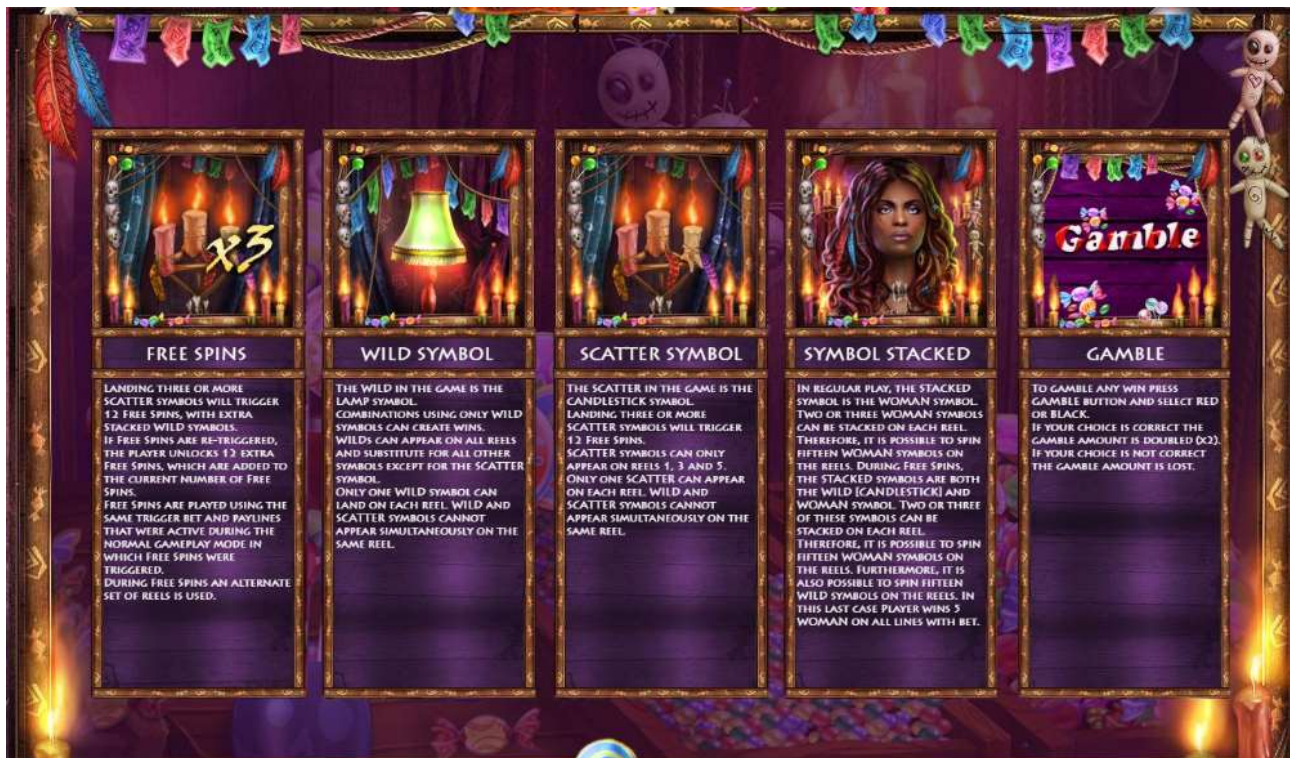 x3
Gamble
FREE SPINS
LANDING THREE OR MORE
SCATTER SYMBOLS WILL TRIGGER
12 FREE SPINS, WITH EXTRA
STACKED WILD SYMBOLS.
IF FREE SPINS ARE RE-TRIGGERED,
THE PLAYER UNLOCKS 12 EXTRA
FREE SPINS, WHICH ARE ADDED TO
THE CURRENT NUMBER OF FREE
SPINS.
FREE SPINS ARE PLAYED USING THE
SAME TRIGGER BET AND PAYLINES
THAT WERE ACTIVE DURING THE
NORMAL GAMEPLAY MODE IN
WHICH FREE SPINS WERE
TRIGGERED.
DURING FREE SPINS AN ALTERNATE
SET OF REELS IS USED.
WILD SYMBOL
THE WILD IN THE GAME IS THE
LAMP SYMBOL.
COMBINATIONS USING ONLY WILD
SYMBOLS CAN CREATE WINS.
WILDS CAN APPEAR ON ALL REELS
AND SUBSTITUTE FOR ALL OTHER
SYMBOLS EXCEPT FOR THE SCATTER
SYMBOL.
ONLY ONE WILD SYMBOL CAN
LAND ON EACH REEL. WILD AND
SCATTER SYMBOLS CANNOT
APPEAR SIMULTANEOUSLY ON THE
SAME REEL.
SCATTER SYMBOL
THE SCATTER IN THE GAME IS THE
CANDLESTICK SYMBOL.
LANDING THREE OR MORE
SCATTER SYMBOLS WILL TRIGGER
12 FREE SPINS.
SCATTER SYMBOLS CAN ONLY
APPEAR ON REELS 1, 3 AND 5.
ONLY ONE SCATTER CAN APPEAR
ON EACH REEL. WILD AND
SCATTER SYMBOLS CANNOT
APPEAR SIMULTANEOUSLY ON THE
SAME REEL.
SYMBOL STACKED
IN REGULAR PLAY, THE STACKED
SYMBOL IS THE WOMAN SYMBOL.
TWO OR THREE WOMAN SYMBOLS
CAN BE STACKED ON EACH REEL.
THEREFORE, IT IS POSSIBLE TO SPIN
FIFTEEN WOMAN SYMBOLS ON
THE REELS. DURING FREE SPINS,
THE STACKED SYMBOLS ARE BOTH
THE WILD [CANDLESTICK] AND
WOMAN SYMBOL. TWO OR THREE
OF THESE SYMBOLS CAN BE
STACKED ON EACH REEL.
THEREFORE, IT IS POSSIBLE TO SPIN
FIFTEEN WOMAN SYMBOLS ON
THE REELS. FURTHERMORE, IT IS
ALSO POSSIBLE TO SPIN FIFTEEN
WILD SYMBOLS ON THE REELS. IN
THIS LAST CASE PLAYER WINS 5
WOMAN ON ALL LINES WITH BET.
GAMBLE
TO GAMBLE ANY WIN PRESS
GAMBLE BUTTON AND SELECT RED
OR BLACK.
IF YOUR CHOICE IS CORRECT THE
GAMBLE AMOUNT IS DOUBLED (X2).
IF YOUR CHOICE IS NOT CORRECT
THE GAMBLE AMOUNT IS LOST.